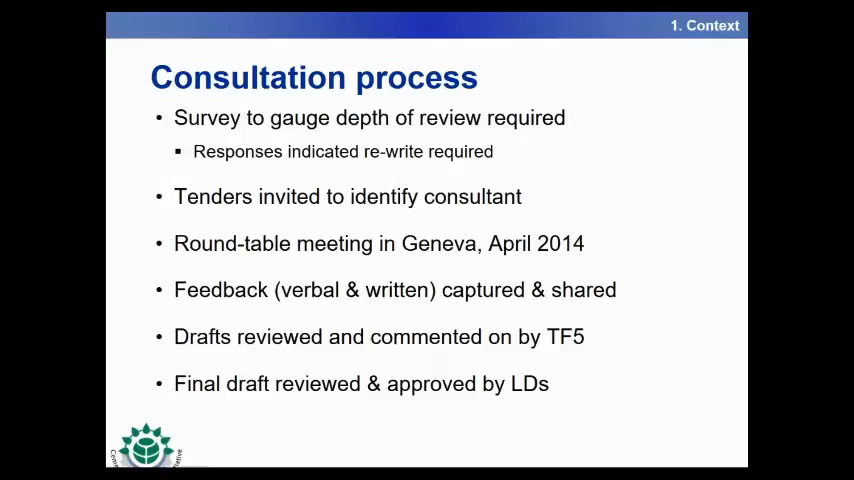 1. Context
Consultation process
• Survey to gauge depth of review required
▪ Responses indicated re-write required
• Tenders invited to identify consultant
• Round-table meeting in Geneva, April 2014
• Feedback (verbal & written) captured & shared
• Drafts reviewed and commented on by TF5
• Final draft reviewed & approved by LDs